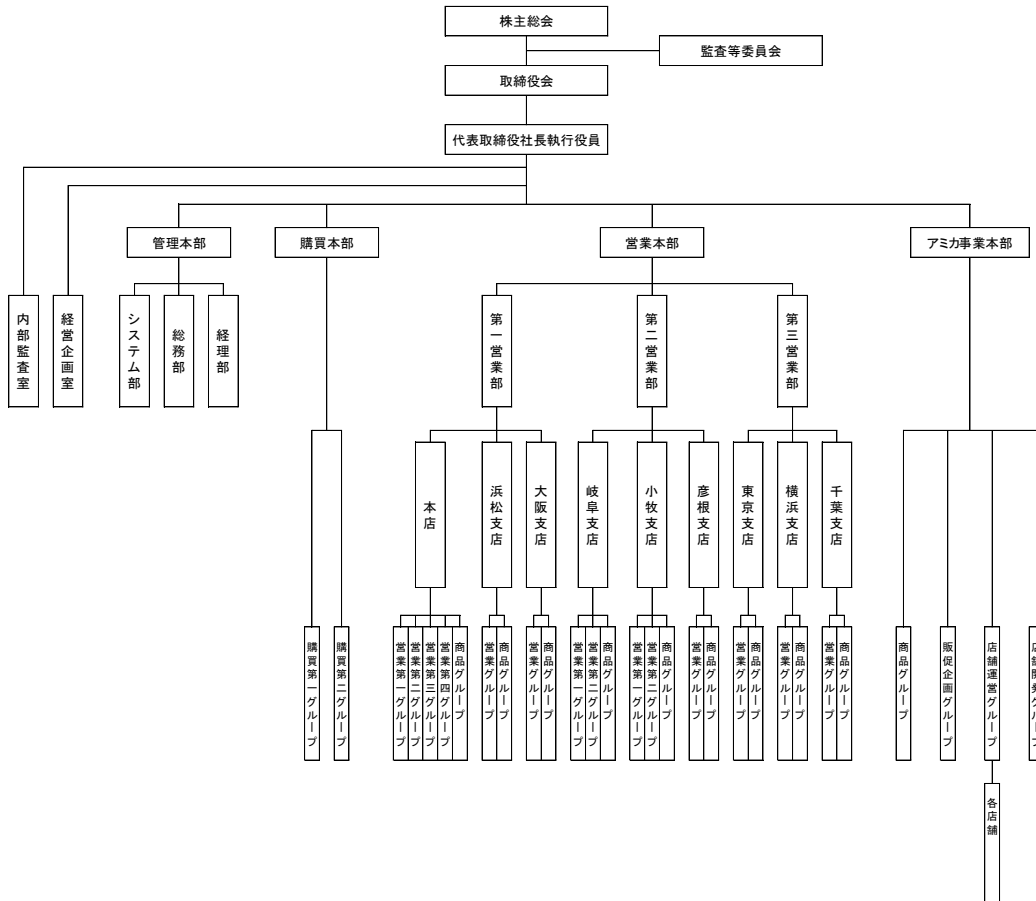 株主総会
監査等委員会
取締役会
代表取締役社長執行役員
管理本部
購買本部
営業本部
アミカ事業本部
内部監査室
経営企画室
システム部
総務部
経理部
第一営業部
第二営業部
第三営業部
本店
浜松支店
大阪支店
岐阜支店
小牧支店
彦根支店
東京支店
横浜支店
千葉支店
購買第一グループ
購買第二グループ
営業第一グループ
営業第二グループ
営業第三グループ
営業第四グループ
商品グループ
営業グループ
商品グループ
営業グループ
商品グループ
営業第一グループ
営業第二グループ
商品グループ
営業第一グループ
営業第二グループ
商品グループ
営業グループ
商品グループ
営業グループ
商品グループ
営業グループ
商品グループ
営業グループ
商品グループ
商品グループ
販促企画グループ
店舗運営グループ
店舗開発グループ
各店舗